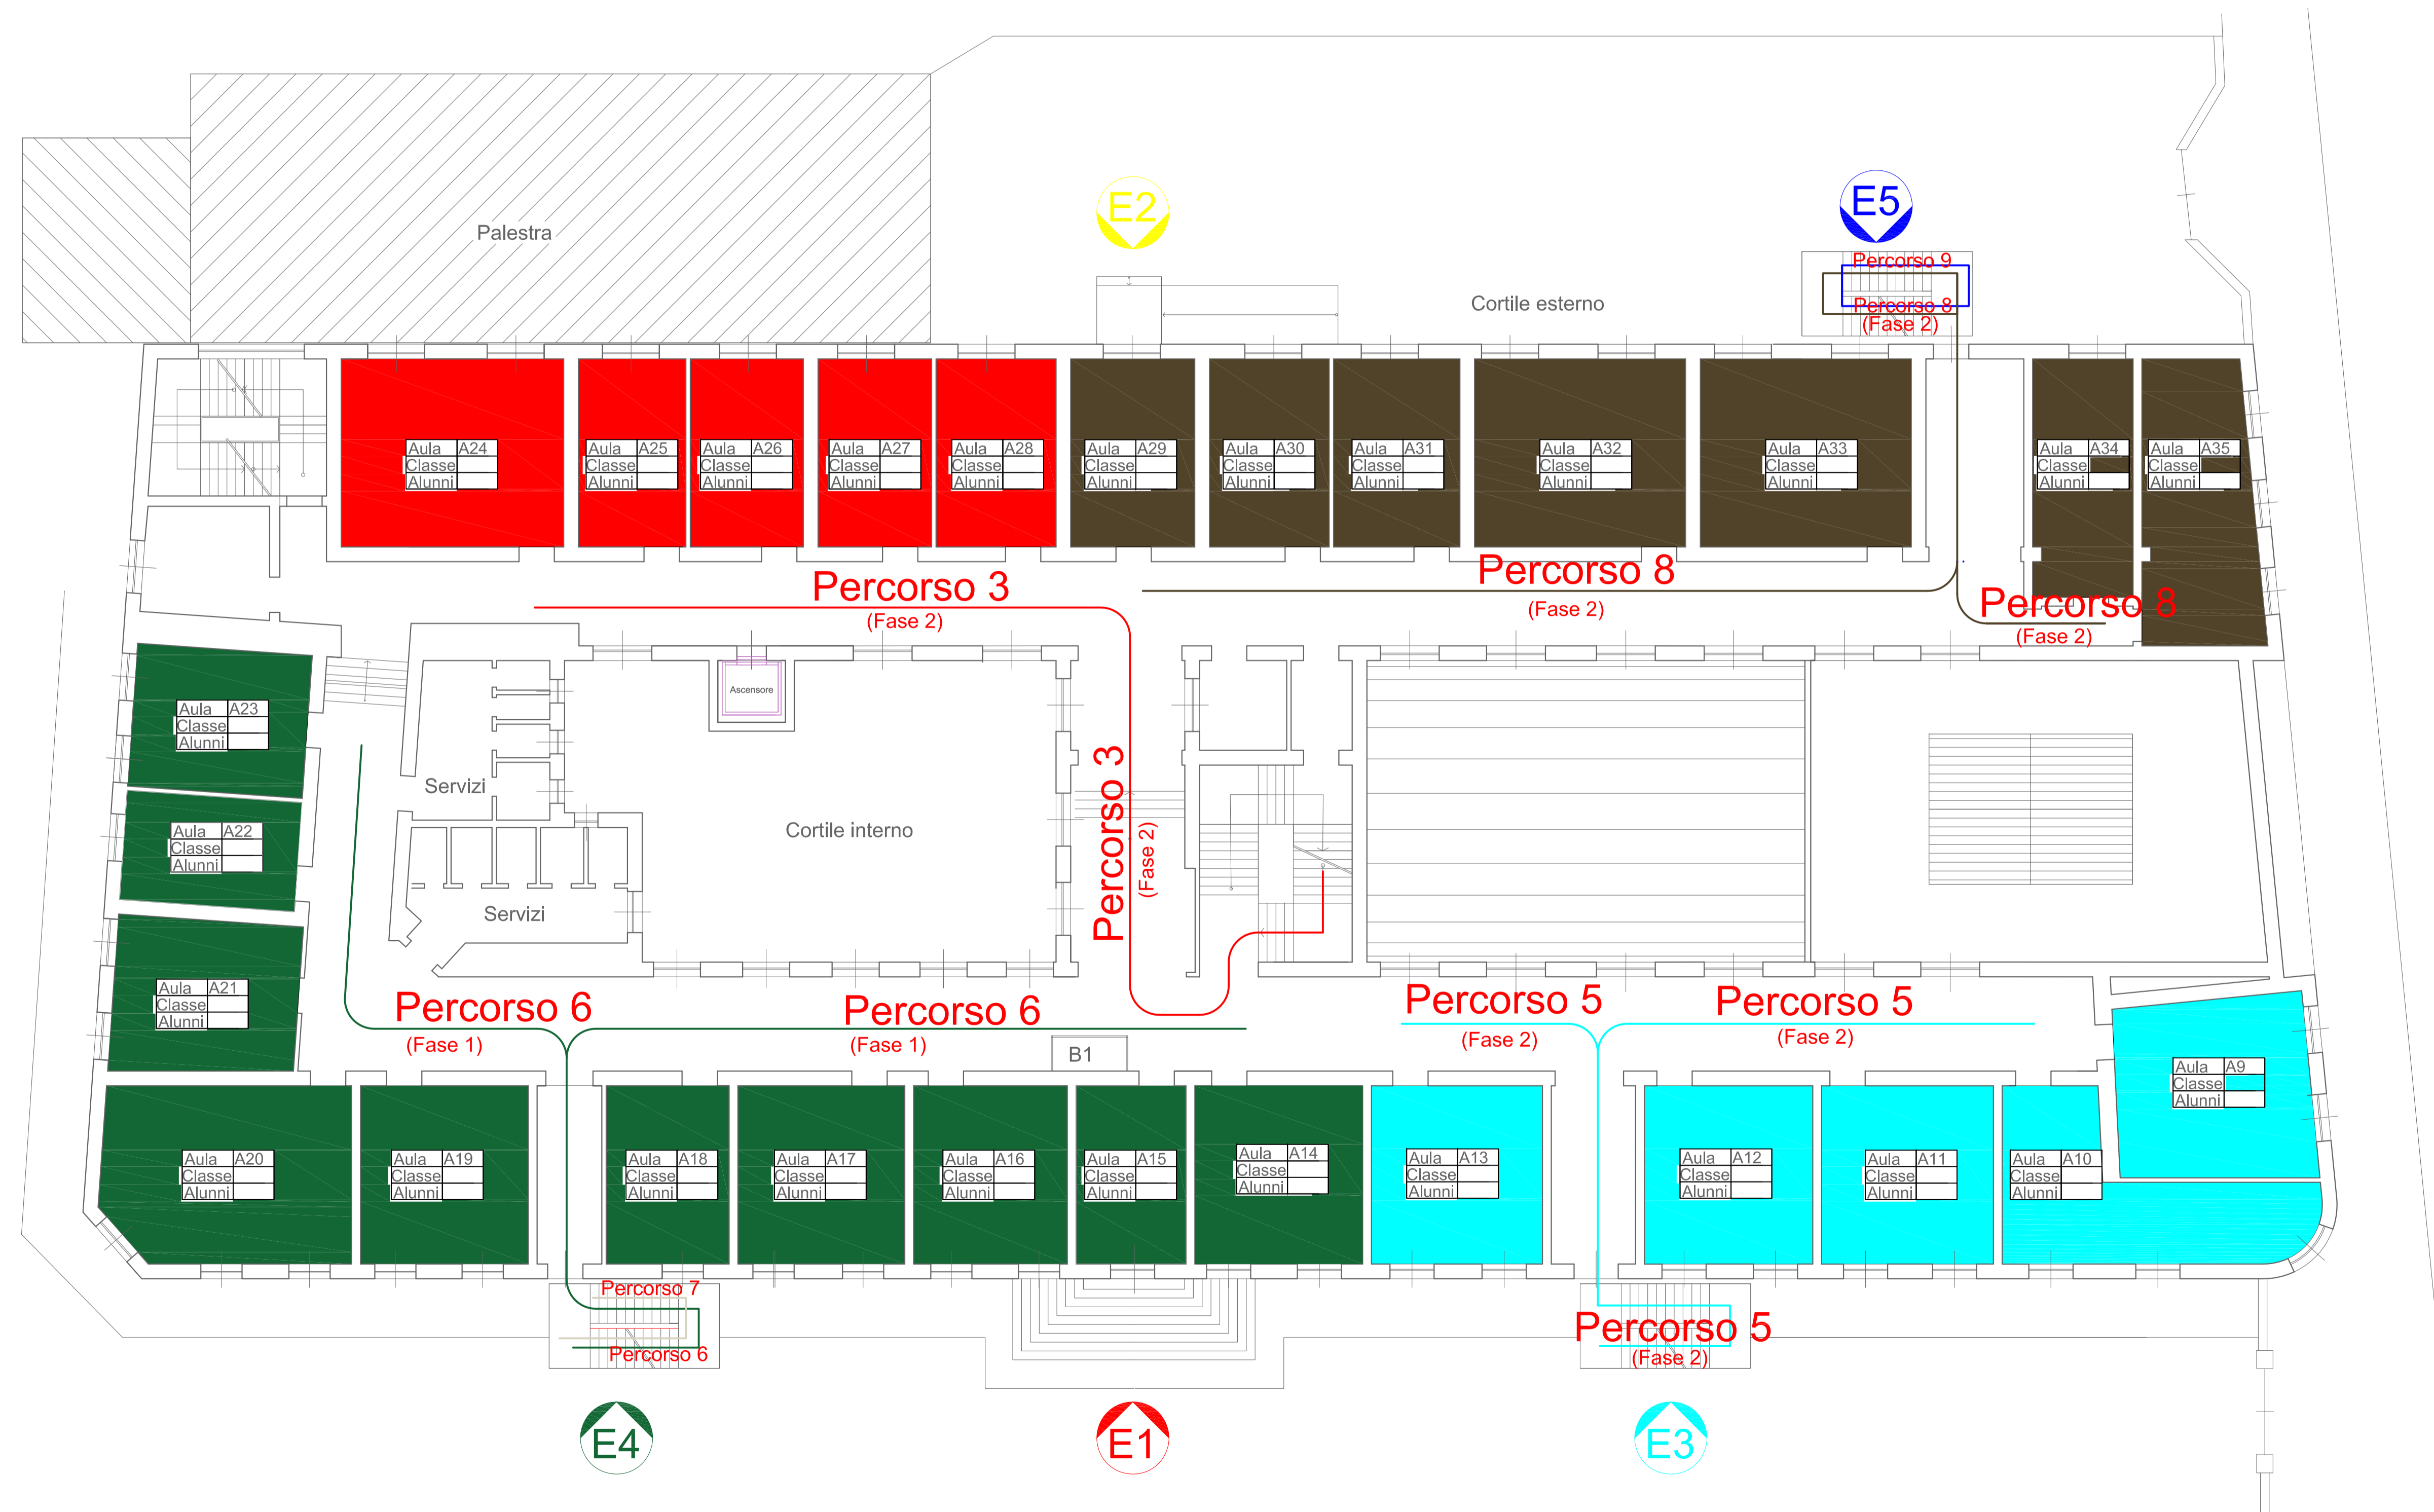 E2
E5
Palestra
Percorso 9
Cortile esterno
Percorso 8
(Fase 2)
Aula A24
Classe
Alunni
Aula A25
Classe
Alunni
Aula A26
Classe
Alunni
Aula A27
Classe
Alunni
Aula A28
Classe
Alunni
Aula A29
Classe
Alunni
Aula A30
Classe
Alunni
Aula A31
Classe
Alunni
Aula A32
Classe
Alunni
Aula A33
Classe
Alunni
Aula A34
Classe
Alunni
Aula A35
Classe
Alunni
Percorso 3
(Fase 2)
Percorso 8
(Fase 2)
Percorso 8
(Fase 2)
Ascensore
Aula A23
Classe
Alunni
Servizi
Cortile interno
Percorso 3
(Fase 2)
Aula A22
Classe
Alunni
Servizi
Aula A21
Classe
Alunni
Percorso 6
(Fase 1)
Percorso 6
(Fase 1)
Percorso 5
(Fase 2)
Percorso 5
(Fase 2)
B1
Aula A9
Classe
Alunni
Aula A20
Classe
Alunni
Aula A19
Classe
Alunni
Aula A18
Classe
Alunni
Aula A17
Classe
Alunni
Aula A16
Classe
Alunni
Aula A15
Classe
Alunni
Aula A14
Classe
Alunni
Aula A13
Classe
Alunni
Aula A12
Classe
Alunni
Aula A11
Classe
Alunni
Aula A10
Classe
Alunni
Percorso 7
Percorso 6
Percorso 5
(Fase 2)
E4
E1
E3